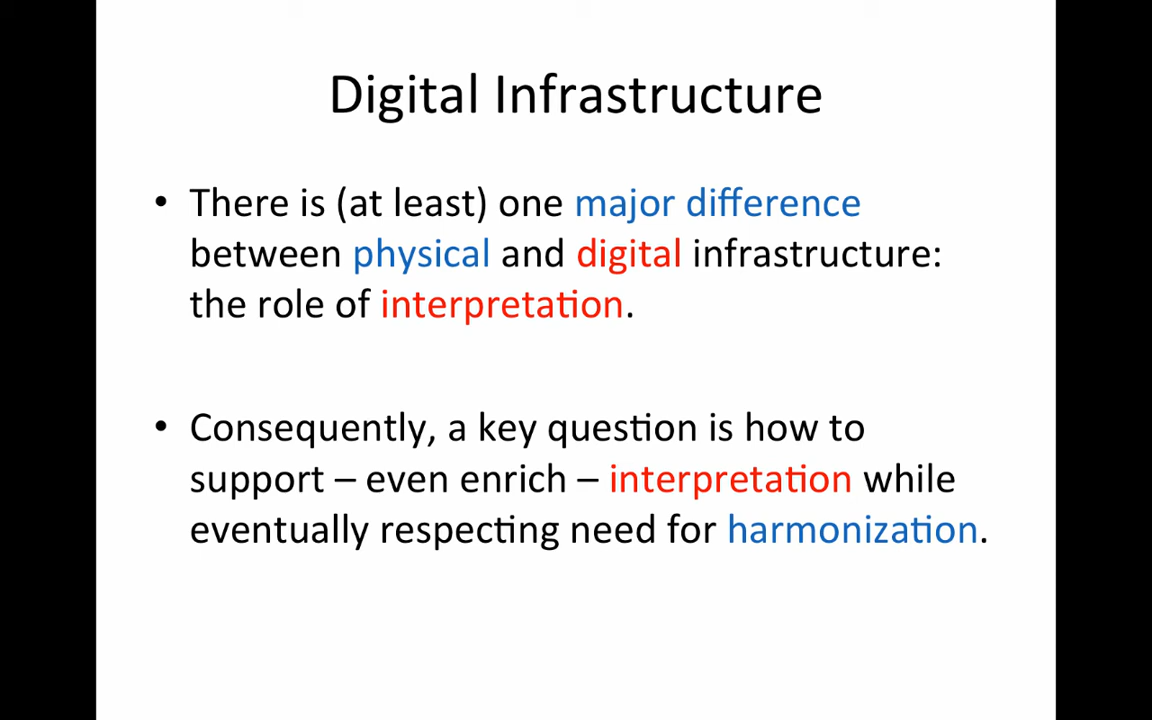 Digital Infrastructure
• There is (at least) one major difference
between physical and digital infrastructure:
the role of interpretation.
• Consequently, a key question is how to
support – even enrich – interpretation while
eventually respecting need for harmonization.